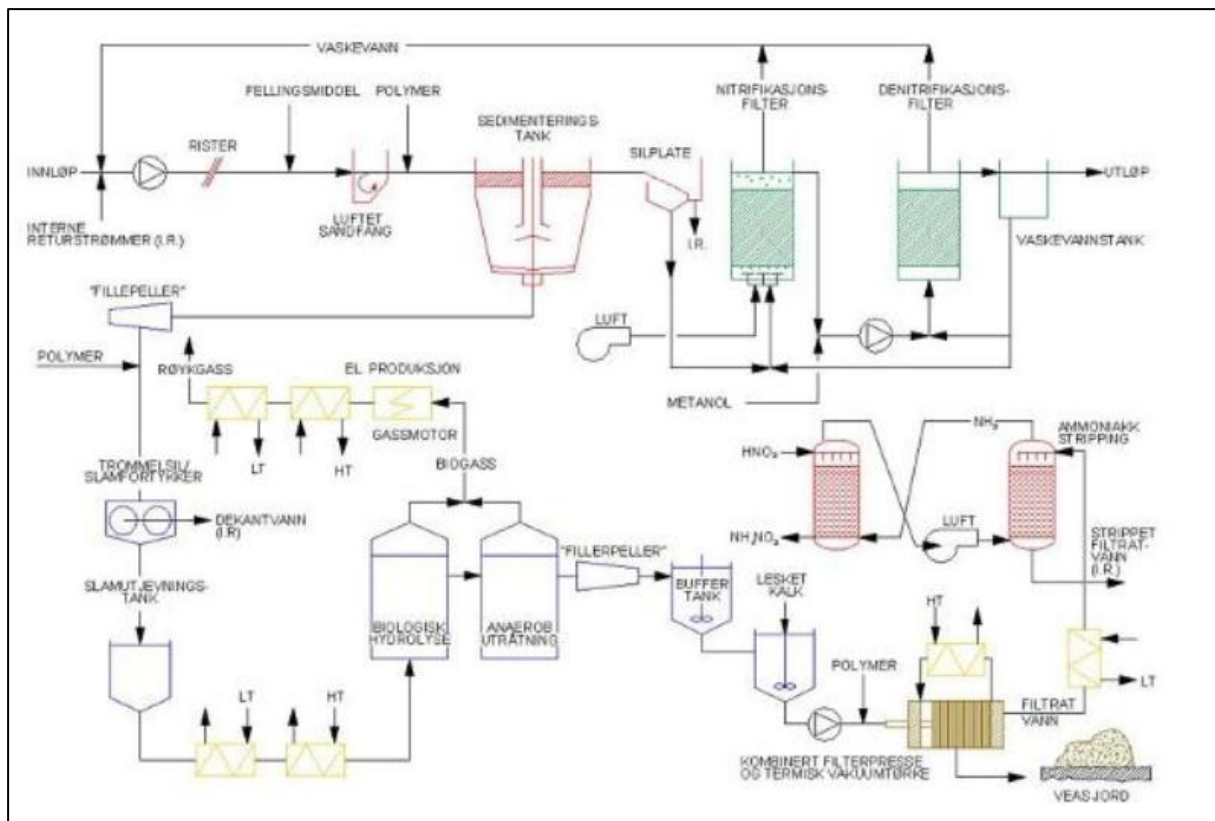 VASKEVANN
FELLINGSMIDDEL
POLYMER
NITRIFIKASJONS-
FILTER
DENITRIFIKASJONS-
FILTER
SEDIMENTERINGS-
TANK
RISTER
SILPLATE
INNLØP
UTLØP
LUFTET
SANDFANG
I.R.
INTERNE
RETURSTRØMMER (I.R.)
VASKEVANNSTANK
"FILLEPELLER"
LUFT
POLYMER
RØYKGASS
EL PRODUKSJON
METANOL
GASSMOTOR
NH₃
AMMONIAKK
STRIPPING
HNO₃
LT
HT
BIOGASS
TROMMELSIL/
SLAMFORTYKKER
DEKANTVANN
(I.R)
LUFT
STRIPPET
FILTRAT-
VANN
(I.R.)
NH₄NO₃
"FILLERPELLER"
SLAMUTJEVNINGS-
TANK
BUFFER
TANK
LESKET
KALK
HT
BIOLOGISK
HYDROLYSE
ANAEROB
UTRÅTNING
LT
HT
POLYMER
LT
FILTRAT
VANN
KOMBINERT FILTERPRESSE
OG TERMISK VAKUUMTØRKE
VEASJORD